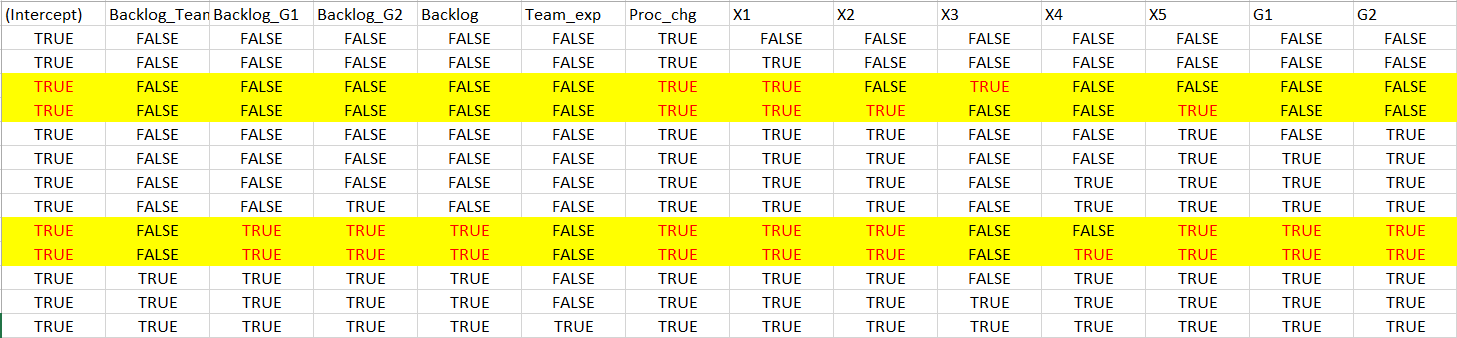 (Intercept) Backlog_Team Backlog_G1 Backlog_G2 Backlog Team_exp Proc_chg X1 X2 X3 X4 X5 G1 G2
TRUE FALSE FALSE FALSE FALSE FALSE TRUE FALSE FALSE FALSE FALSE FALSE FALSE FALSE
TRUE FALSE FALSE FALSE FALSE FALSE TRUE TRUE FALSE FALSE FALSE FALSE FALSE FALSE
TRUE FALSE FALSE FALSE FALSE FALSE TRUE TRUE FALSE TRUE FALSE FALSE FALSE FALSE
TRUE FALSE FALSE FALSE FALSE FALSE TRUE TRUE TRUE FALSE FALSE TRUE FALSE FALSE
TRUE FALSE FALSE FALSE FALSE FALSE TRUE TRUE TRUE FALSE FALSE TRUE FALSE TRUE
TRUE FALSE FALSE FALSE FALSE FALSE TRUE TRUE TRUE FALSE FALSE TRUE TRUE TRUE
TRUE FALSE FALSE FALSE FALSE FALSE TRUE TRUE TRUE FALSE TRUE TRUE TRUE TRUE
TRUE FALSE FALSE TRUE FALSE FALSE TRUE TRUE TRUE FALSE TRUE TRUE TRUE TRUE
TRUE FALSE TRUE TRUE TRUE FALSE TRUE TRUE TRUE FALSE FALSE TRUE TRUE TRUE
TRUE FALSE TRUE TRUE TRUE FALSE TRUE TRUE TRUE FALSE TRUE TRUE TRUE TRUE
TRUE TRUE TRUE TRUE TRUE FALSE TRUE TRUE TRUE FALSE TRUE TRUE TRUE TRUE
TRUE TRUE TRUE TRUE TRUE FALSE TRUE TRUE TRUE TRUE TRUE TRUE TRUE TRUE
TRUE TRUE TRUE TRUE TRUE TRUE TRUE TRUE TRUE TRUE TRUE TRUE TRUE TRUE